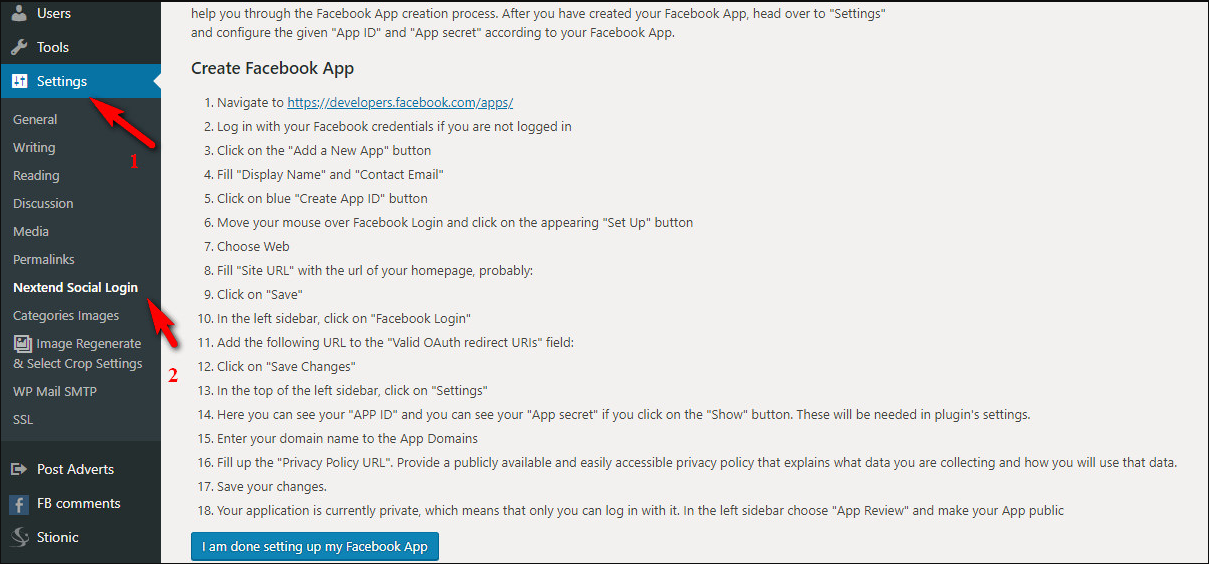 Users
Tools
Settings
1
General
Writing
Reading
Discussion
Media
Permalinks
Nextend Social Login
Categories Images
Image Regenerate
& Select Crop Settings
2
WP Mail SMTP
SSL
Post Adverts
FB comments
Stionic
help you through the Facebook App creation process. After you have created your Facebook App, head over to "Settings"
and configure the given "App ID" and "App secret" according to your Facebook App.
Create Facebook App
1. Navigate to https://developers.facebook.com/apps/
2. Log in with your Facebook credentials if you are not logged in
3. Click on the "Add a New App" button
4. Fill "Display Name" and "Contact Email"
5. Click on blue "Create App ID" button
6. Move your mouse over Facebook Login and click on the appearing "Set Up" button
7. Choose Web
8. Fill "Site URL" with the url of your homepage, probably:
9. Click on "Save"
10. In the left sidebar, click on "Facebook Login"
11. Add the following URL to the "Valid OAuth redirect URIs" field:
12. Click on "Save Changes"
13. In the top of the left sidebar, click on "Settings"
14. Here you can see your "APP ID" and you can see your "App secret" if you click on the "Show" button. These will be needed in plugin's settings.
15. Enter your domain name to the App Domains
16. Fill up the "Privacy Policy URL". Provide a publicly available and easily accessible privacy policy that explains what data you are collecting and how you will use that data.
17. Save your changes.
18. Your application is currently private, which means that only you can log in with it. In the left sidebar choose "App Review" and make your App public
I am done setting up my Facebook App